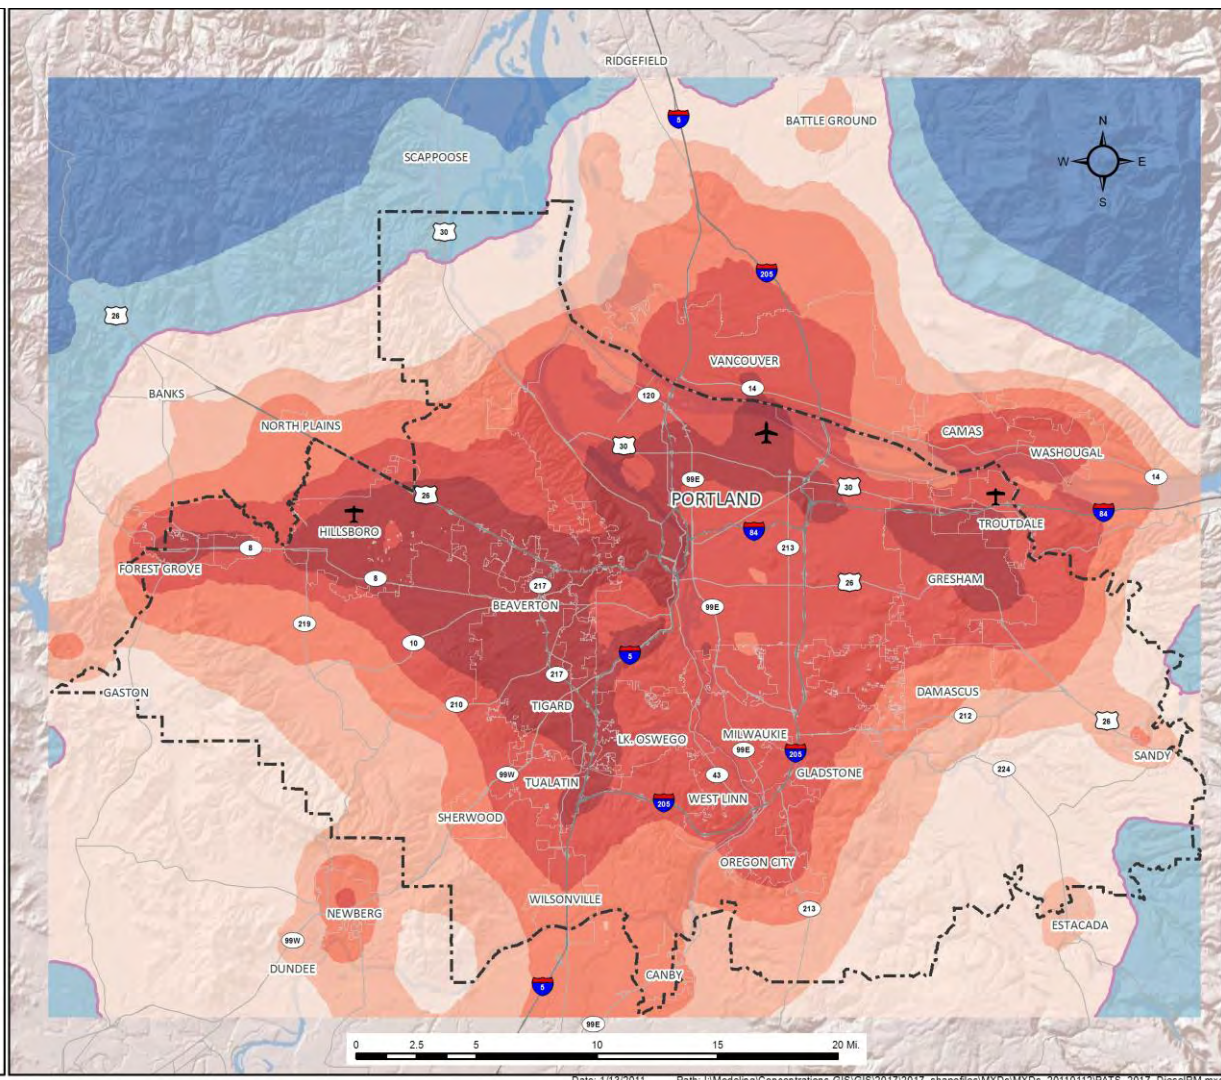 RIDGEFIELD
5
BATTLE GROUND
N
W
E
S
SCAPPOOSE
30
205
26
VANCOUVER
14
BANKS
120
NORTH PLAINS
30
CAMAS
WASHOUGAL
99E
14
26
PORTLAND
30
84
TROUTDALE
HILLSBORO
84
8
213
FOREST GROVE
8
217
GRESHAM
26
BEAVERTON
99E
219
10
5
217
GASTON
210
TIGARD
DAMASCUS
212
26
LK. OSWEGO
MILWAUKIE
99E
205
SANDY
99W
TUALATIN
43
GLADSTONE
224
205
WEST LINN
SHERWOOD
OREGON CITY
WILSONVILLE
NEWBERG
213
ESTACADA
99W
DUNDEE
CANBY
5
99E
0 2.5 5 10 15 20 Mi.
Date: 1/13/2011